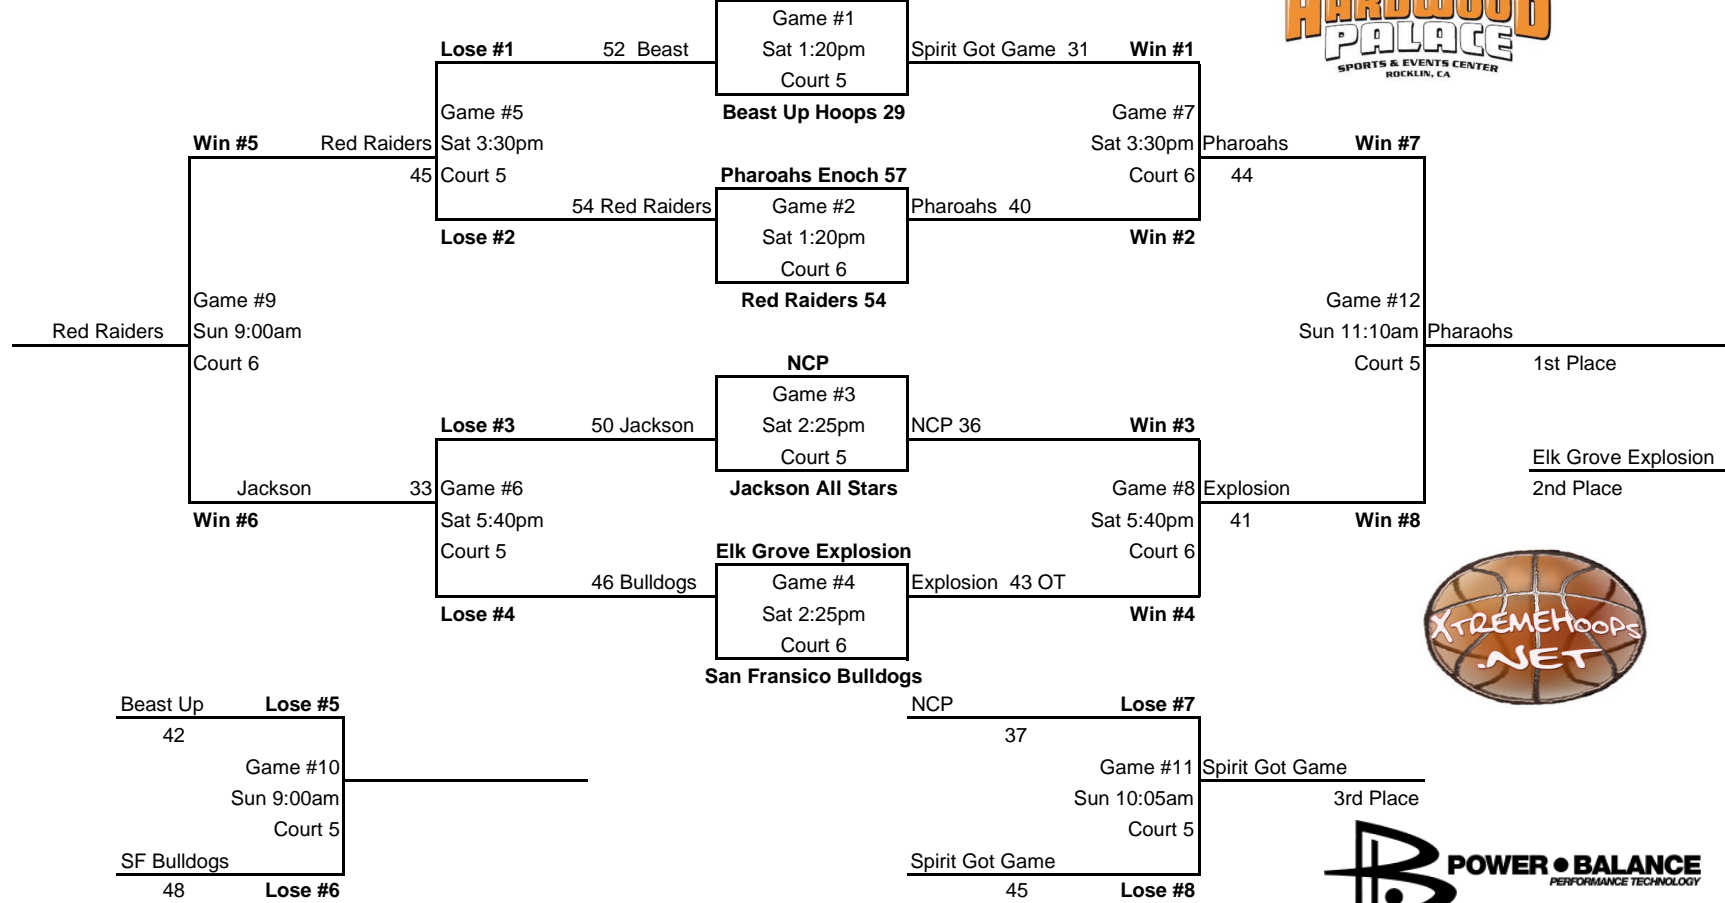 HARDWOOD
PALACE
SPORTS & EVENTS CENTER
ROCKLIN, CA
Game #1
Lose #1 52 Beast Sat 1:20pm Spirit Got Game 31 Win #1
Court 5
Game #5 Beast Up Hoops 29 Game #7
Win #5 Red Raiders Sat 3:30pm Sat 3:30pm Pharoahs Win #7
45 Court 5 Pharoahs Enoch 57 Court 6 44
54 Red Raiders Game #2 Pharoahs 40
Lose #2 Sat 1:20pm Win #2
Court 6
Game #9 Red Raiders 54 Game #12
Red Raiders Sun 9:00am Sun 11:10am Pharaohs
Court 6 NCP Court 5 1st Place
Game #3
Lose #3 50 Jackson Sat 2:25pm NCP 36 Win #3
Court 5 Elk Grove Explosion
Jackson 33 Game #6 Jackson All Stars Game #8 Explosion 2nd Place
Win #6 Sat 5:40pm Sat 5:40pm 41 Win #8
Court 5 Elk Grove Explosion Court 6
46 Bulldogs Game #4 Explosion 43 OT
Lose #4 Sat 2:25pm Win #4
Court 6
San Fransico Bulldogs
XTREMEHOOPS
.NET
Beast Up Lose #5 NCP Lose #7
42 37
Game #10 Game #11 Spirit Got Game
Sun 9:00am Sun 10:05am 3rd Place
Court 5 Court 5
SF Bulldogs Spirit Got Game
48 Lose #6 45 Lose #8
POWER BALANCE
PERFORMANCE TECHNOLOGY